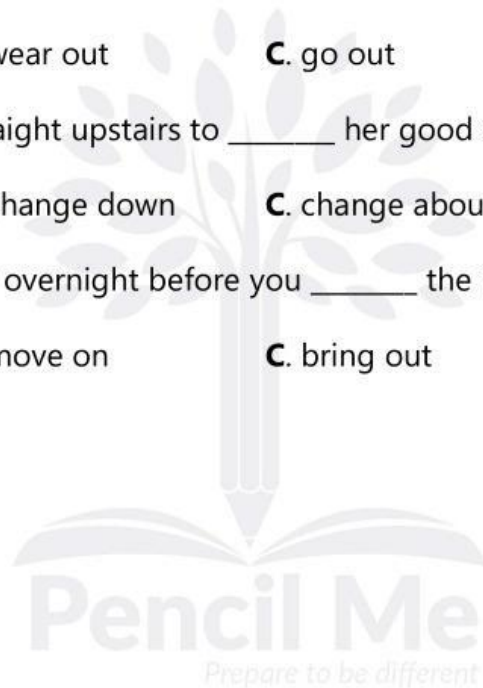 wear out C. go out
aight upstairs to _______ her good
hange down C. change abou
overnight before you _______ the
move on C. bring out
Pencil Me
Prepare to be different